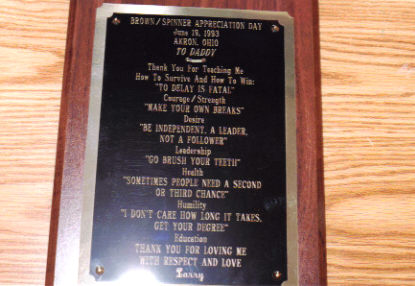 BROWN/SPINNER APPRECIATION DAY
June 19, 1993
AKRON, OHIO
TO DADDY
Thank You For Teaching Me
How To Survive And How To Win:
"TO DELAY IS FATAL"
Courage/Strength
"MAKE YOUR OWN BREAKS"
Desire
"BE INDEPENDENT, A LEADER,
NOT A FOLLOWER"
Leadership
"GO BRUSH YOUR TEETH"
Health
"SOMETIMES PEOPLE NEED A SECOND
OR THIRD CHANCE"
Humility
"I DON'T CARE HOW LONG IT TAKES,
GET YOUR DEGREE"
Education
THANK YOU FOR LOVING ME
WITH RESPECT AND LOVE
Larry